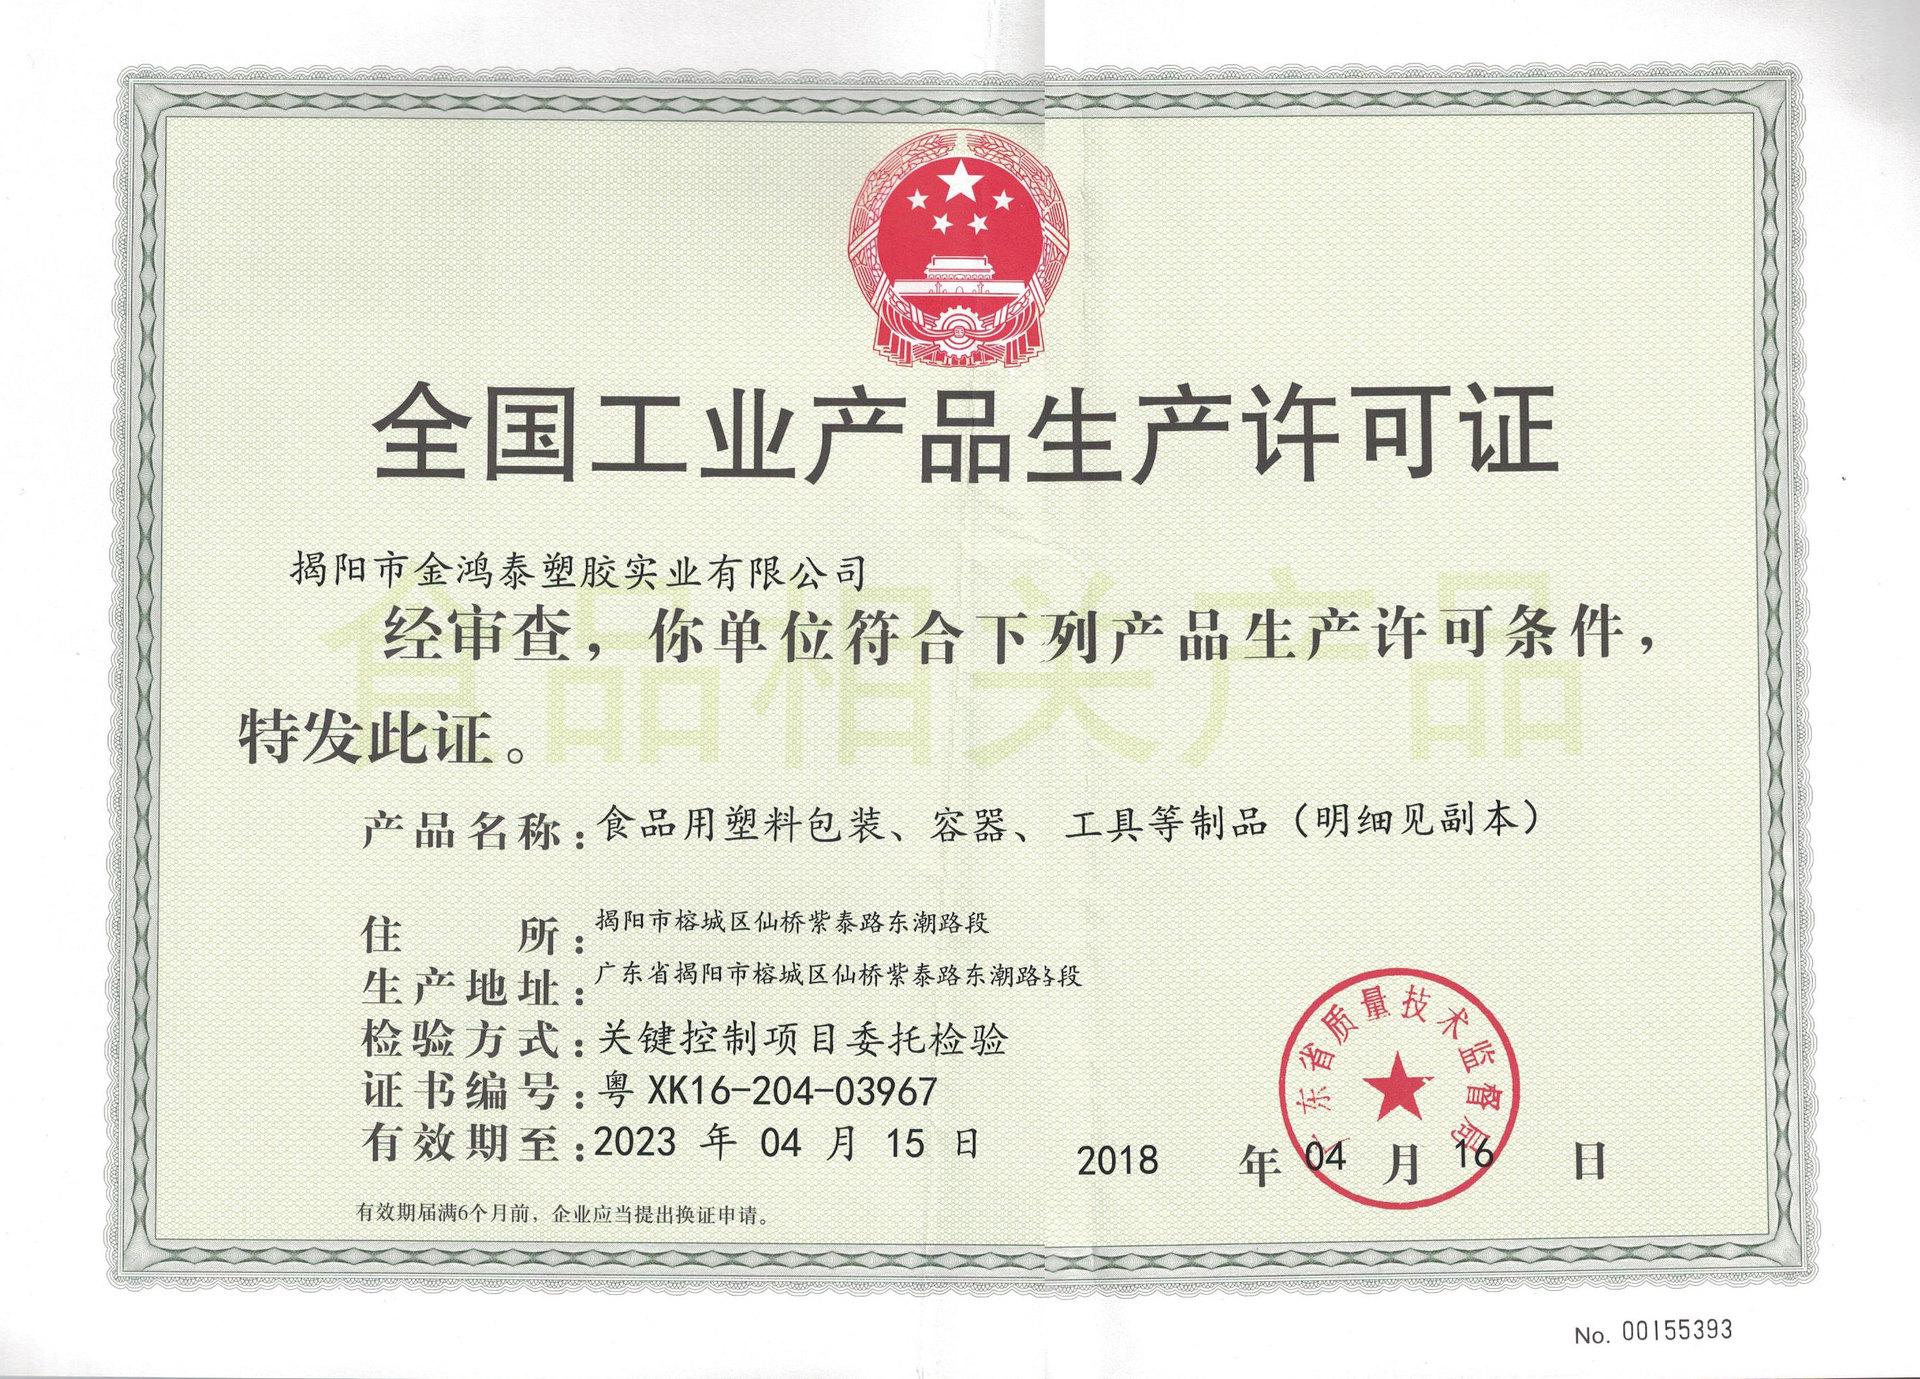 全国工业产品生产许可证
揭阳市金鸿泰塑胶实业有限公司
食品相关产品
经审查，你单位符合下列产品生产许可条件，
特发此证。
产品名称：食品用塑料包装、容器、工具等制品（明细见副本）
住所：揭阳市榕城区仙桥紫泰路东潮路段
生产地址：广东省揭阳市榕城区仙桥紫泰路东潮路段
检验方式：关键控制项目委托检验
证书编号：粤 XK16-204-03967
有效期至：2023 年 04 月 15 日
广东省质量技术监督局
2018 年 04 月 16 日
有效期届满6个月前，企业应当提出换证申请。
No. 00155393